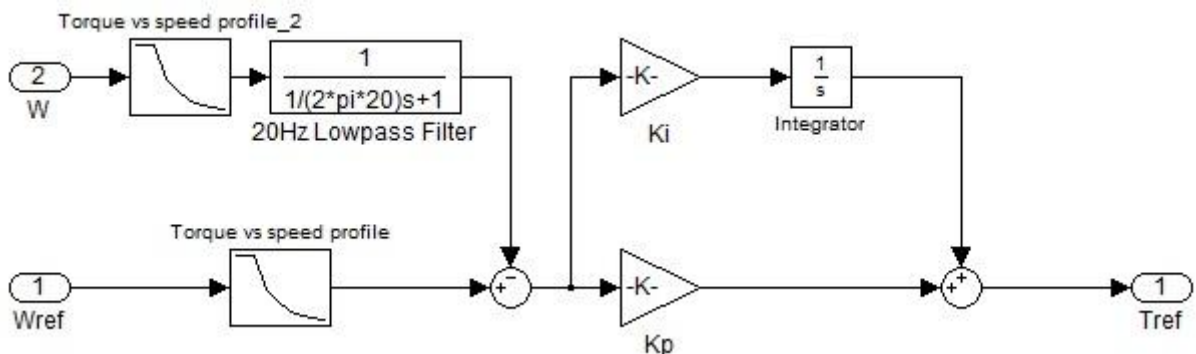 Torque vs speed profile_2
2
W
1
1/(2*pi*20)s+1
20Hz Lowpass Filter
-K-
Ki
1
s
Integrator
Torque vs speed profile
1
Wref
+
−
-K-
Kp
+
+
1
Tref